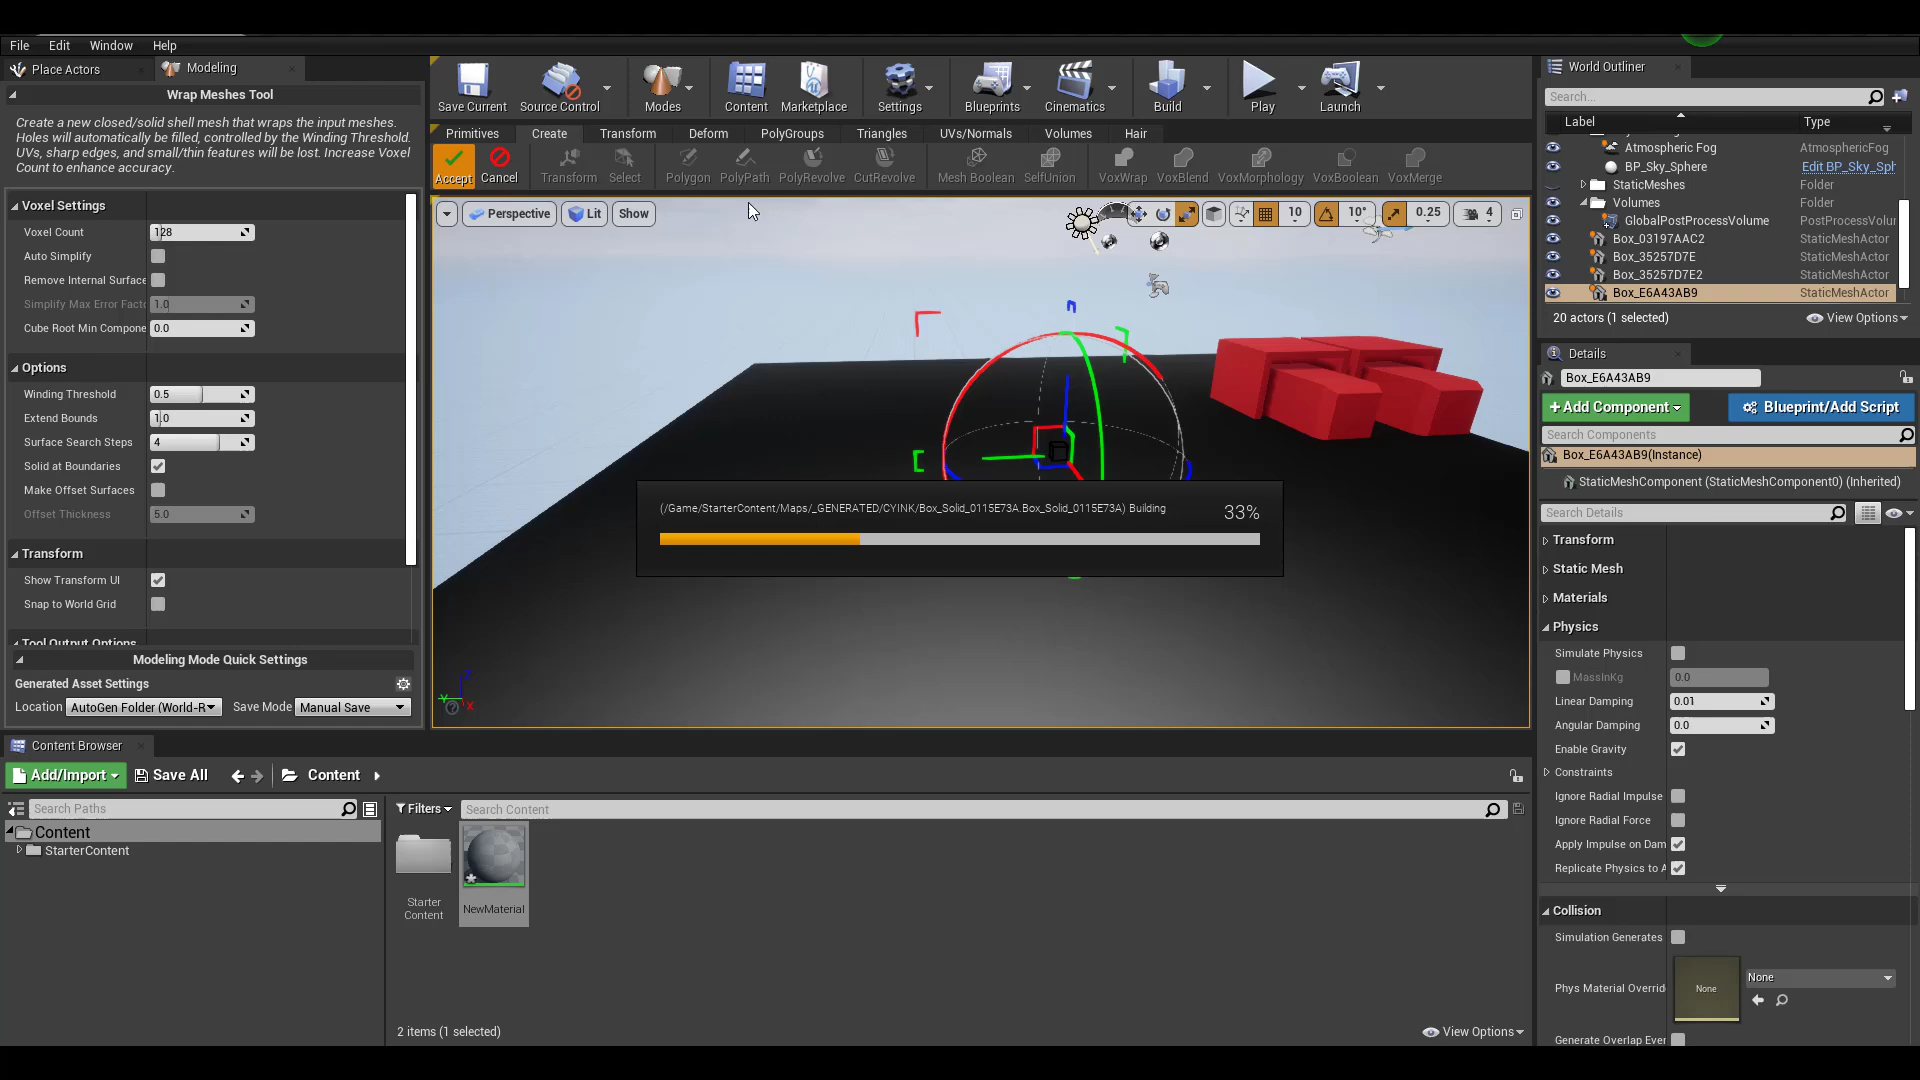 File Edit Window Help
Place Actors Modeling
Wrap Meshes Tool
Create a new closed/solid shell mesh that wraps the input meshes.
Holes will automatically be filled, controlled by the Winding Threshold.
UVs, sharp edges, and small/thin features will be lost. Increase Voxel
Count to enhance accuracy.
Voxel Settings
Voxel Count 128
Auto Simplify
Remove Internal Surface
Simplify Max Error Facto 1.0
Cube Root Min Compone 0.0
Options
Winding Threshold 0.5
Extend Bounds 1.0
Surface Search Steps 4
Solid at Boundaries
Make Offset Surfaces
Offset Thickness 5.0
Transform
Show Transform UI
Snap to World Grid
Tool Output Options
Modeling Mode Quick Settings
Generated Asset Settings
Location AutoGen Folder (World-R Save Mode Manual Save
Save Current Source Control Modes Content Marketplace Settings Blueprints Cinematics Build Play Launch
Primitives Create Transform Deform PolyGroups Triangles UVs/Normals Volumes Hair
Accept Cancel Transform Select Polygon PolyPath PolyRevolve CutRevolve Mesh Boolean SelfUnion VoxWrap VoxBlend VoxMorphology VoxBoolean VoxMerge
Perspective Lit Show 10 10° 0.25 4
(/Game/StarterContent/Maps/_GENERATED/CYINK/Box_Solid_0115E73A.Box_Solid_0115E73A) Building 33%
World Outliner
Search...
Label Type
Atmospheric Fog AtmosphericFog
BP_Sky_Sphere Edit BP_Sky_Sph
StaticMeshes Folder
Volumes Folder
GlobalPostProcessVolume PostProcessVolu
Box_03197AAC2 StaticMeshActor
Box_35257D7E StaticMeshActor
Box_35257D7E2 StaticMeshActor
Box_E6A43AB9 StaticMeshActor
20 actors (1 selected) View Options
Details
Box_E6A43AB9
+Add Component Blueprint/Add Script
Search Components
Box_E6A43AB9(Instance)
StaticMeshComponent (StaticMeshComponent0) (Inherited)
Search Details
Transform
Static Mesh
Materials
Physics
Simulate Physics
MassInKg 0.0
Linear Damping 0.01
Angular Damping 0.0
Enable Gravity
Constraints
Ignore Radial Impulse
Ignore Radial Force
Apply Impulse on Dam
Replicate Physics to A
Collision
Simulation Generates
Phys Material Overrid None None
Generate Overlap Even
Content Browser
Add/Import Save All Content
Search Paths
Content
StarterContent
Filters Search Content
Starter
Content
NewMaterial
2 items (1 selected) View Options